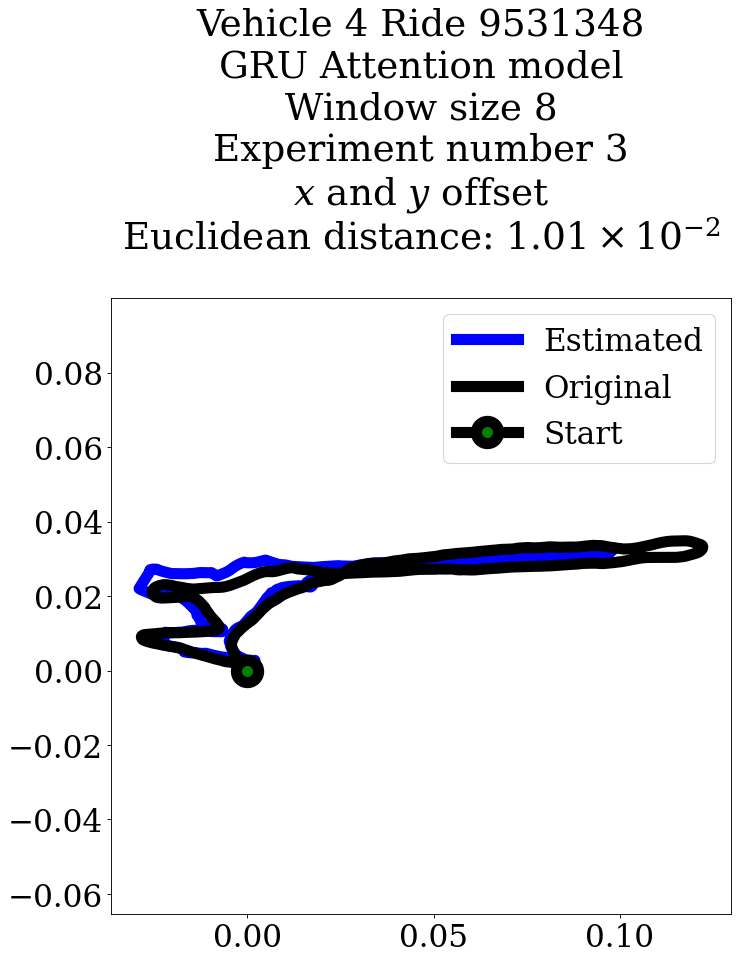 Vehicle 4 Ride 9531348
GRU Attention model
Window size 8
Experiment number 3
x and y offset
Euclidean distance: 1.01 × 10⁻²
Estimated
Original
Start
0.08
0.06
0.04
0.02
0.00
−0.02
−0.04
−0.06
0.00 0.05 0.10